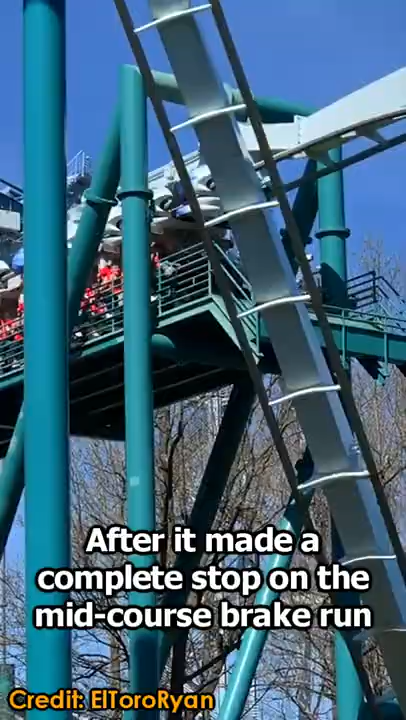 After it made a
complete stop on the
mid-course brake run
Credit: ElToroRyan